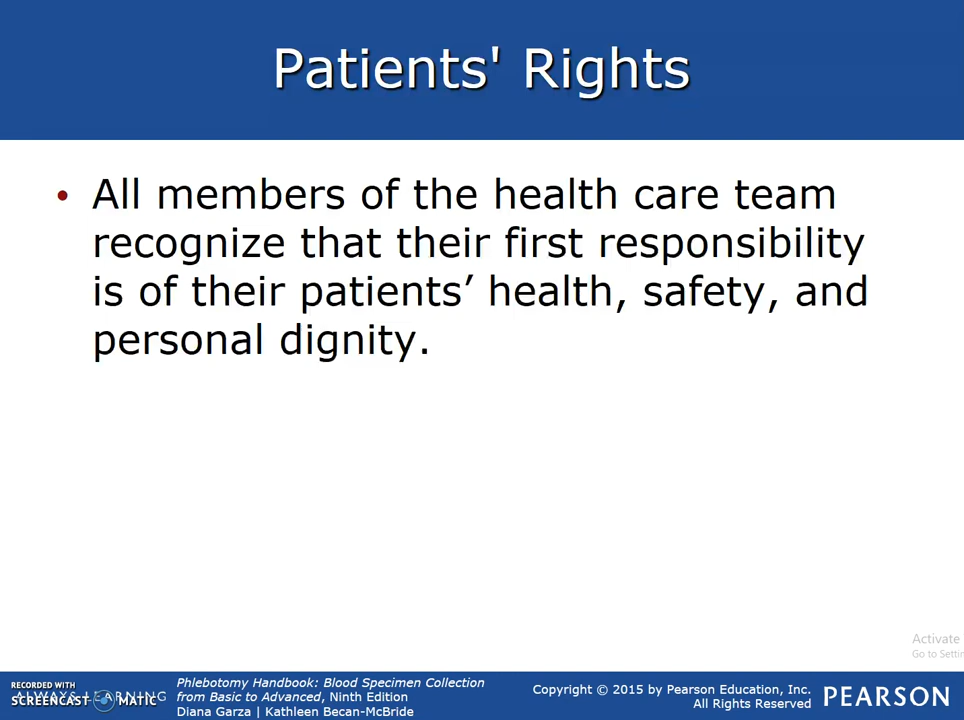 Patients' Rights
• All members of the health care team
recognize that their first responsibility
is of their patients’ health, safety, and
personal dignity.
Activate
Go to Settin
RECORDED WITH
ALWAYS LEARNING
SCREENCAST MATIC
Phlebotomy Handbook: Blood Specimen Collection
from Basic to Advanced, Ninth Edition
Diana Garza | Kathleen Becan-McBride
Copyright © 2015 by Pearson Education, Inc.
All Rights Reserved
PEARSON